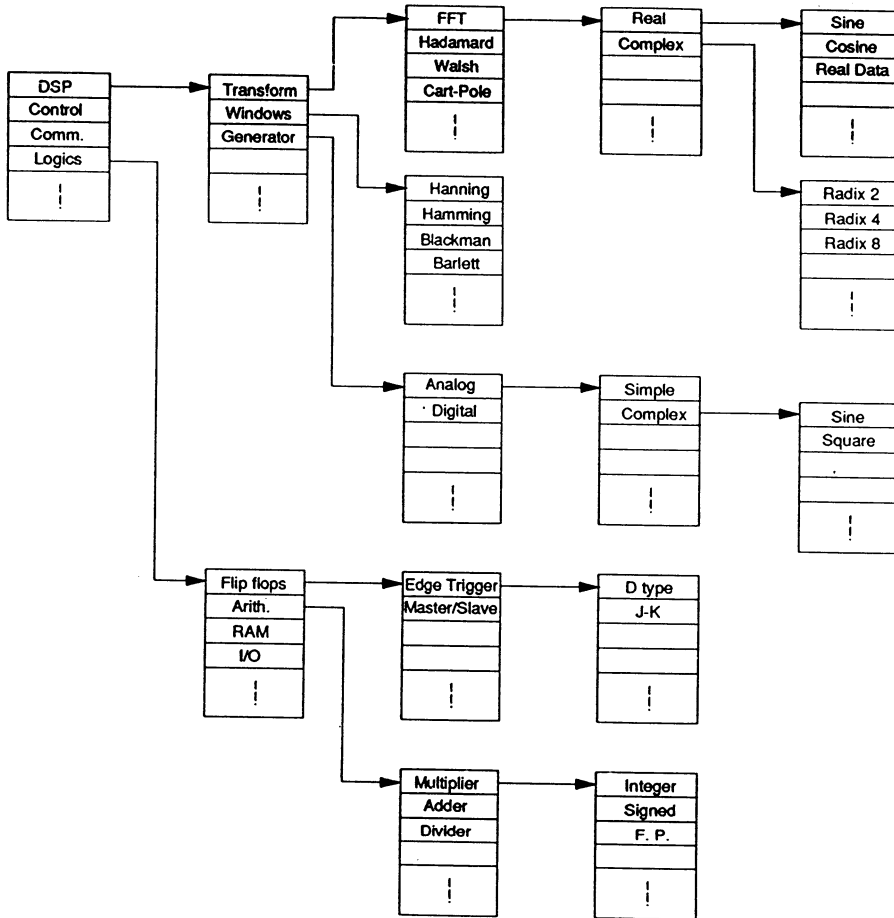 DSP
Control
Comm.
Logics
Transform
Windows
Generator
FFT
Hadamard
Walsh
Cart-Pole
Real
Complex
Sine
Cosine
Real Data
Radix 2
Radix 4
Radix 8
Hanning
Hamming
Blackman
Barlett
Analog
Digital
Simple
Complex
Sine
Square
Flip flops
Arith.
RAM
I/O
Edge Trigger
Master/Slave
D type
J-K
Multiplier
Adder
Divider
Integer
Signed
F. P.